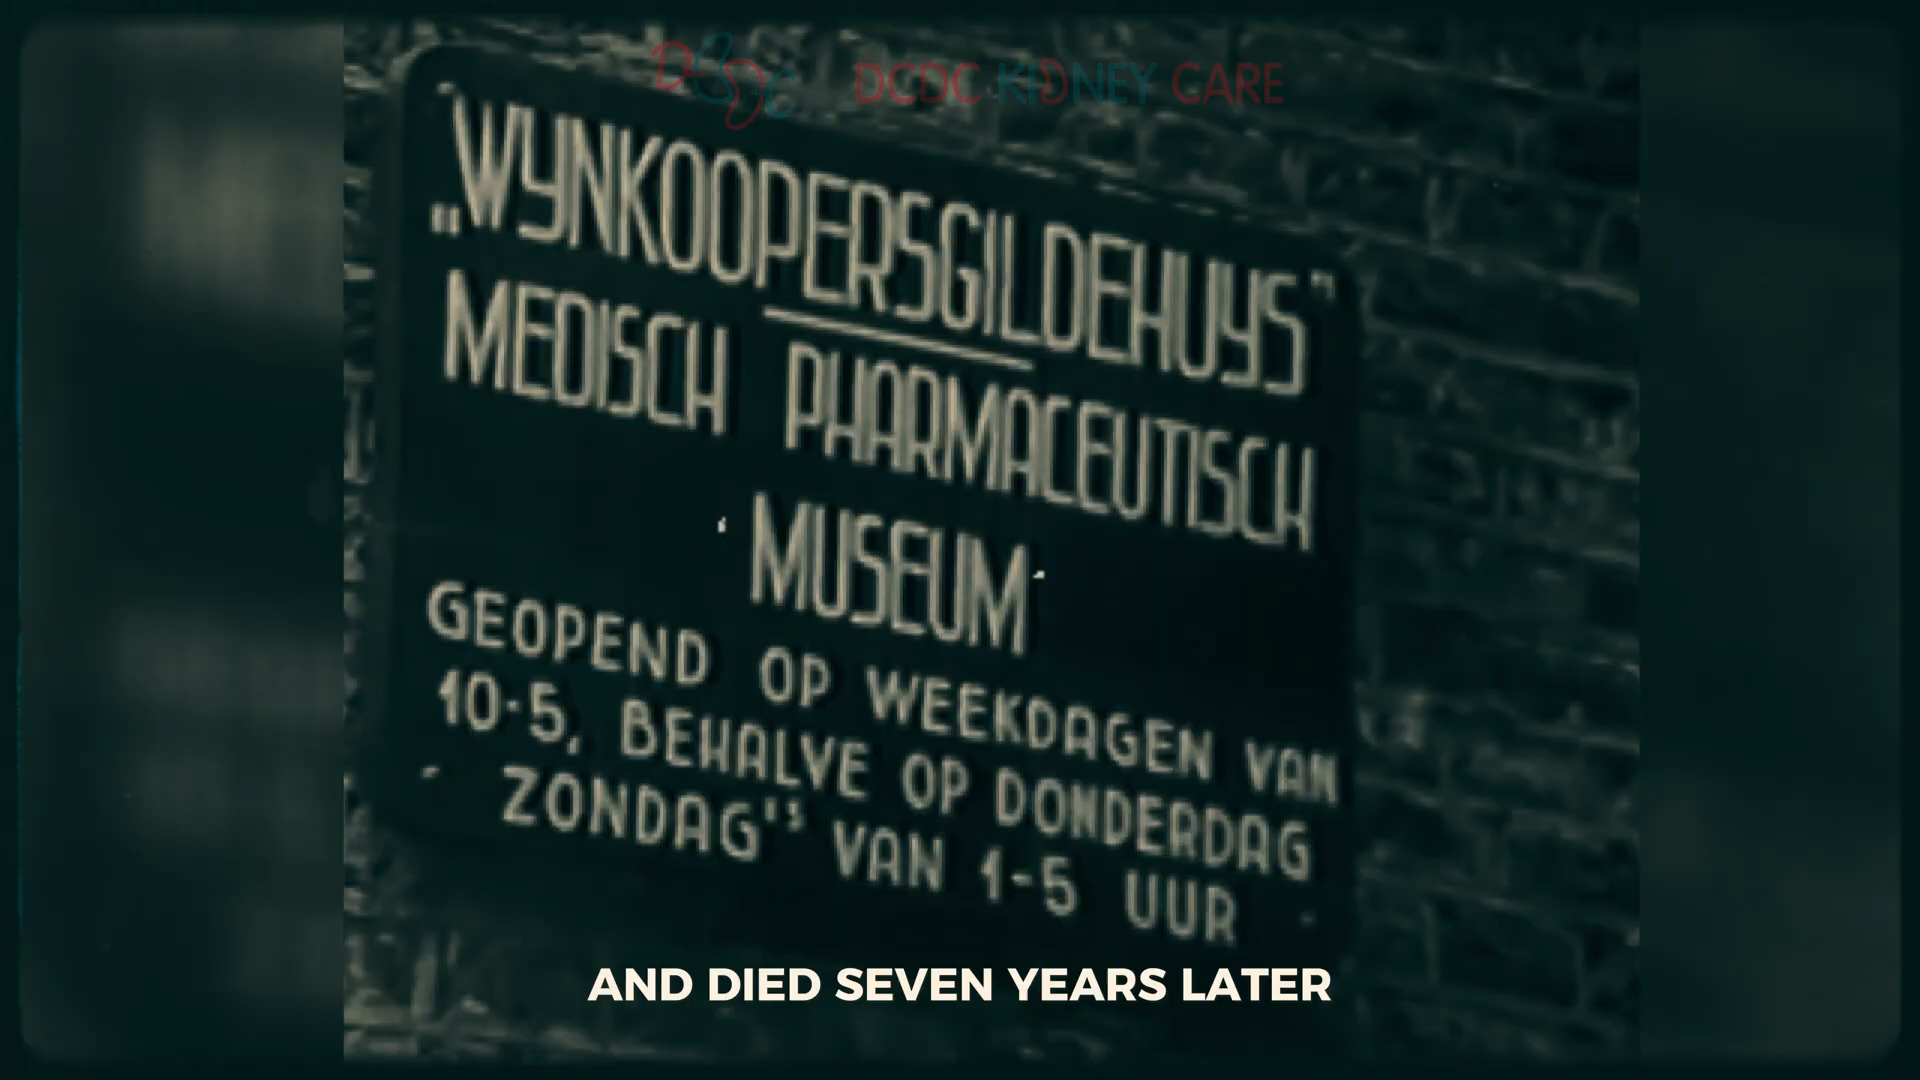 DCDC KIDNEY CARE
„WYNKOOPERSGILDEHUYS”
MEDISCH PHARMACEUTISCH
MUSEUM
GEOPEND OP WEEKDAGEN VAN
10-5, BEHALVE OP DONDERDAG
ZONDAG'S VAN 1-5 UUR
AND DIED SEVEN YEARS LATER